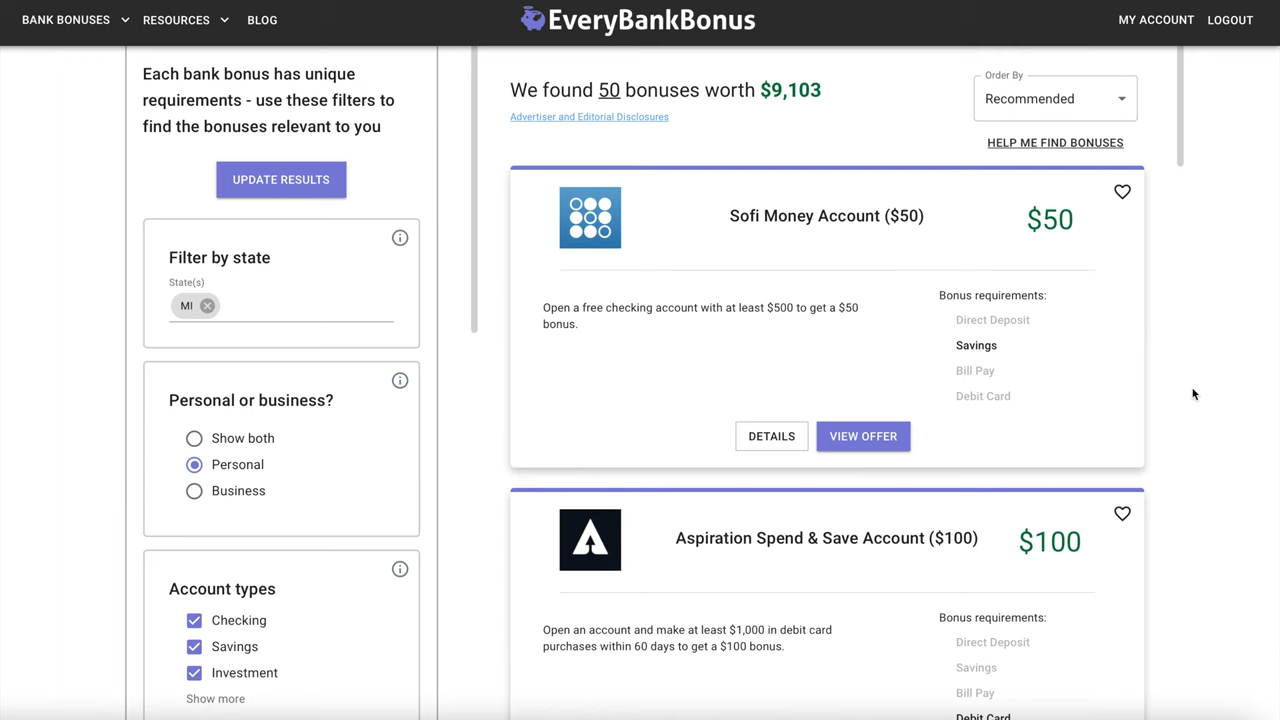 BANK BONUSES
RESOURCES
BLOG
EveryBankBonus
MY ACCOUNT
LOGOUT
Each bank bonus has unique
requirements - use these filters to
find the bonuses relevant to you
UPDATE RESULTS
Filter by state
State(s)
MI
Personal or business?
Show both
Personal
Business
Account types
Checking
Savings
Investment
Show more
We found 50 bonuses worth $9,103
Advertiser and Editorial Disclosures
Order By
Recommended
HELP ME FIND BONUSES
Sofi Money Account ($50)
$50
Open a free checking account with at least $500 to get a $50
bonus.
Bonus requirements:
Direct Deposit
Savings
Bill Pay
Debit Card
DETAILS
VIEW OFFER
Aspiration Spend & Save Account ($100)
$100
Open an account and make at least $1,000 in debit card
purchases within 60 days to get a $100 bonus.
Bonus requirements:
Direct Deposit
Savings
Bill Pay
Debit Card